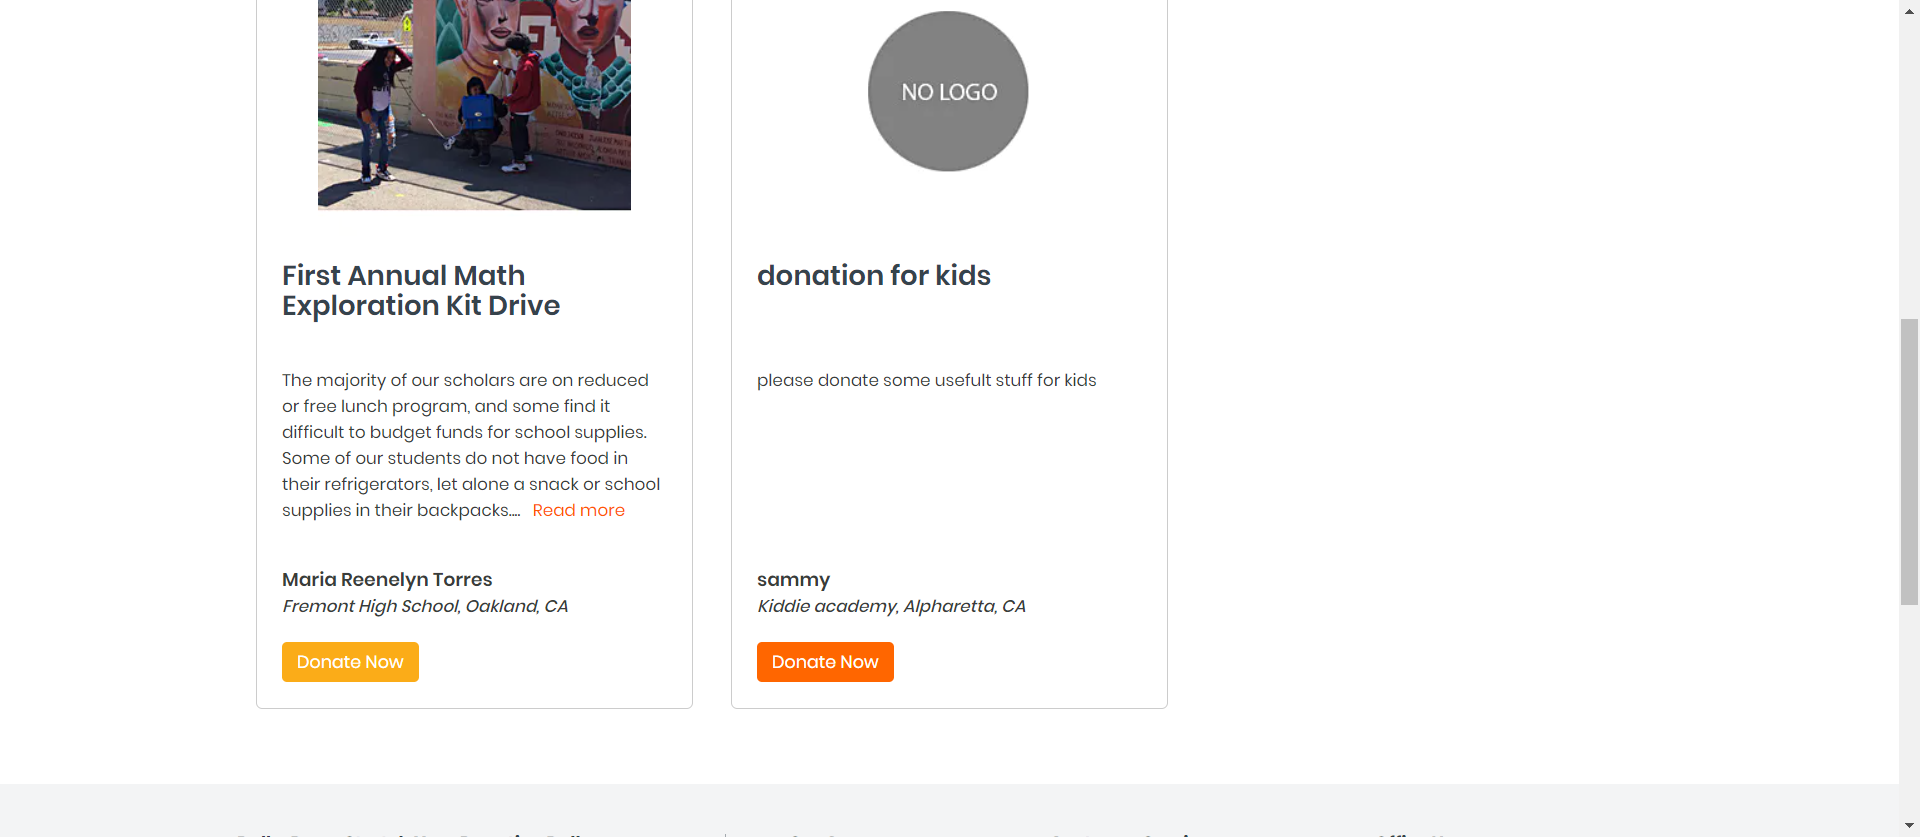 NO LOGO
First Annual Math
Exploration Kit Drive
The majority of our scholars are on reduced
or free lunch program, and some find it
difficult to budget funds for school supplies.
Some of our students do not have food in
their refrigerators, let alone a snack or school
supplies in their backpacks.... Read more
Maria Reenelyn Torres
Fremont High School, Oakland, CA
Donate Now
donation for kids
please donate some usefult stuff for kids
sammy
Kiddie academy, Alpharetta, CA
Donate Now